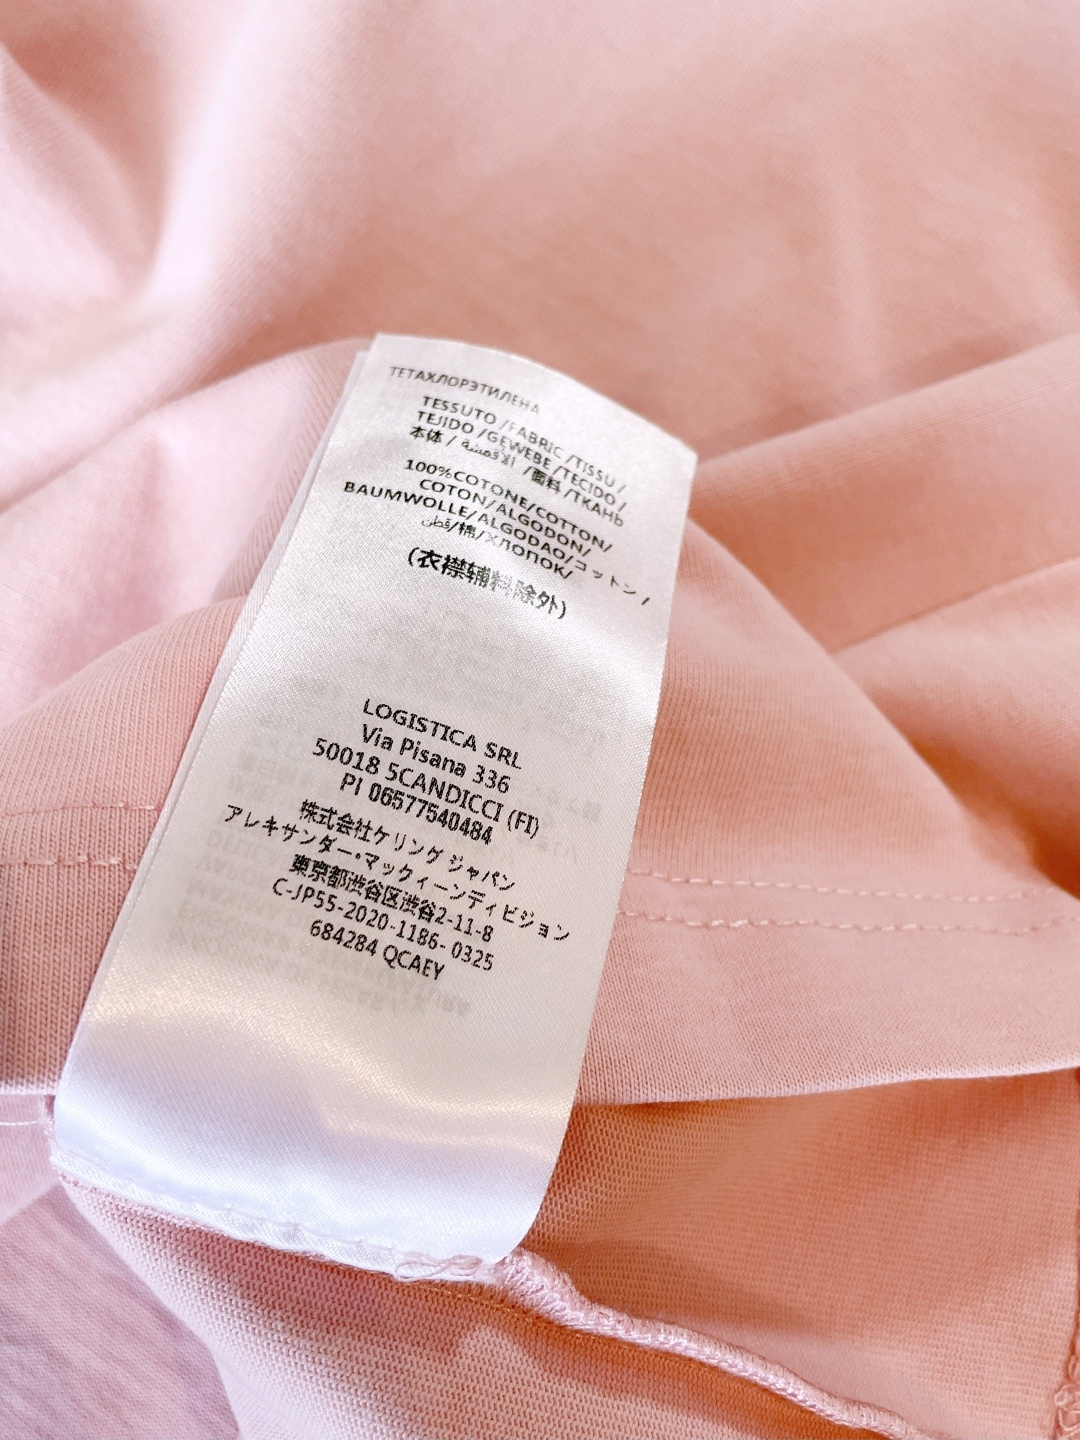 ТЕТАХЛОРЭТИЛЕНА
TESSUTO /FABRIC /TISSU /
TEJIDO /GEWEBE /TECIDO /
本体 / الأقمشة /面料 /ТКАНЬ
100%COTONE/COTTON/
COTON/ALGODON/
BAUMWOLLE/ALGODAO/コットン /
قطن/棉/ХЛОПОК/
(衣襟辅料除外)
LOGISTICA SRL
Via Pisana 336
50018 5CANDICCI (FI)
PI 06577540484
株式会社ケリング ジャパン
アレキサンダー・マックィーンディビジョン
東京都渋谷区渋谷2-11-8
C-JP55-2020-1186- 0325
684284 QCAEY